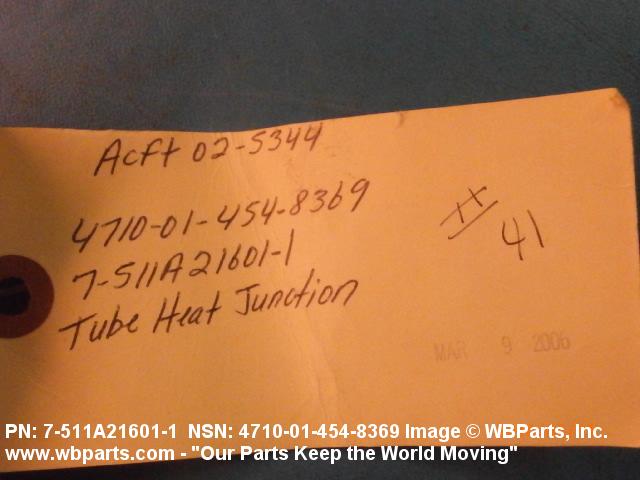 Acft 02-5344
4710-01-454-8369
7-511A21601-1
Tube Heat Junction
41
MAR 9 2006
PN: 7-511A21601-1 NSN: 4710-01-454-8369 Image © WBParts, Inc.
www.wbparts.com - "Our Parts Keep the World Moving"